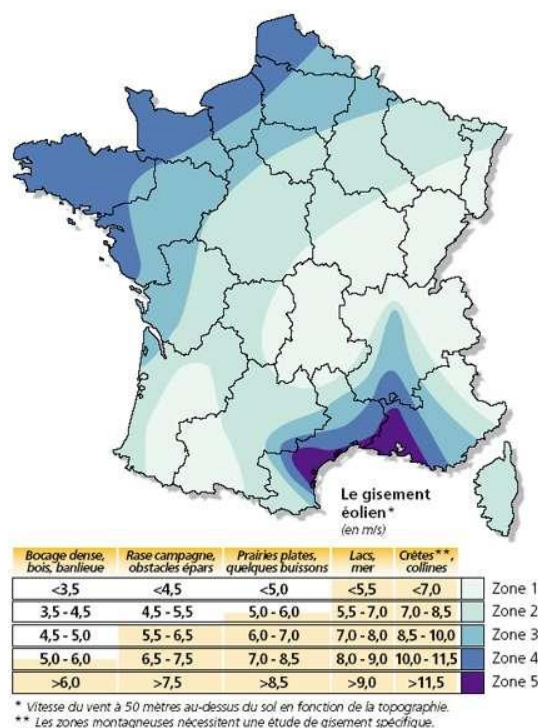 Le gisement
éolien*
(en m/s)
Bocage dense, bois, banlieue | Rase campagne, obstacles épars | Prairies plates, quelques buissons | Lacs, mer | Crêtes**, collines
<3,5 <4,5 <5,0 <5,5 <7,0 Zone 1
3,5 - 4,5 4,5 - 5,5 5,0 - 6,0 5,5 - 7,0 7,0 - 8,5 Zone 2
4,5 - 5,0 5,5 - 6,5 6,0 - 7,0 7,0 - 8,0 8,5 - 10,0 Zone 3
5,0 - 6,0 6,5 - 7,5 7,0 - 8,5 8,0 - 9,0 10,0 - 11,5 Zone 4
>6,0 >7,5 >8,5 >9,0 >11,5 Zone 5
* Vitesse du vent à 50 mètres au-dessus du sol en fonction de la topographie.
** Les zones montagneuses nécessitent une étude de gisement spécifique.